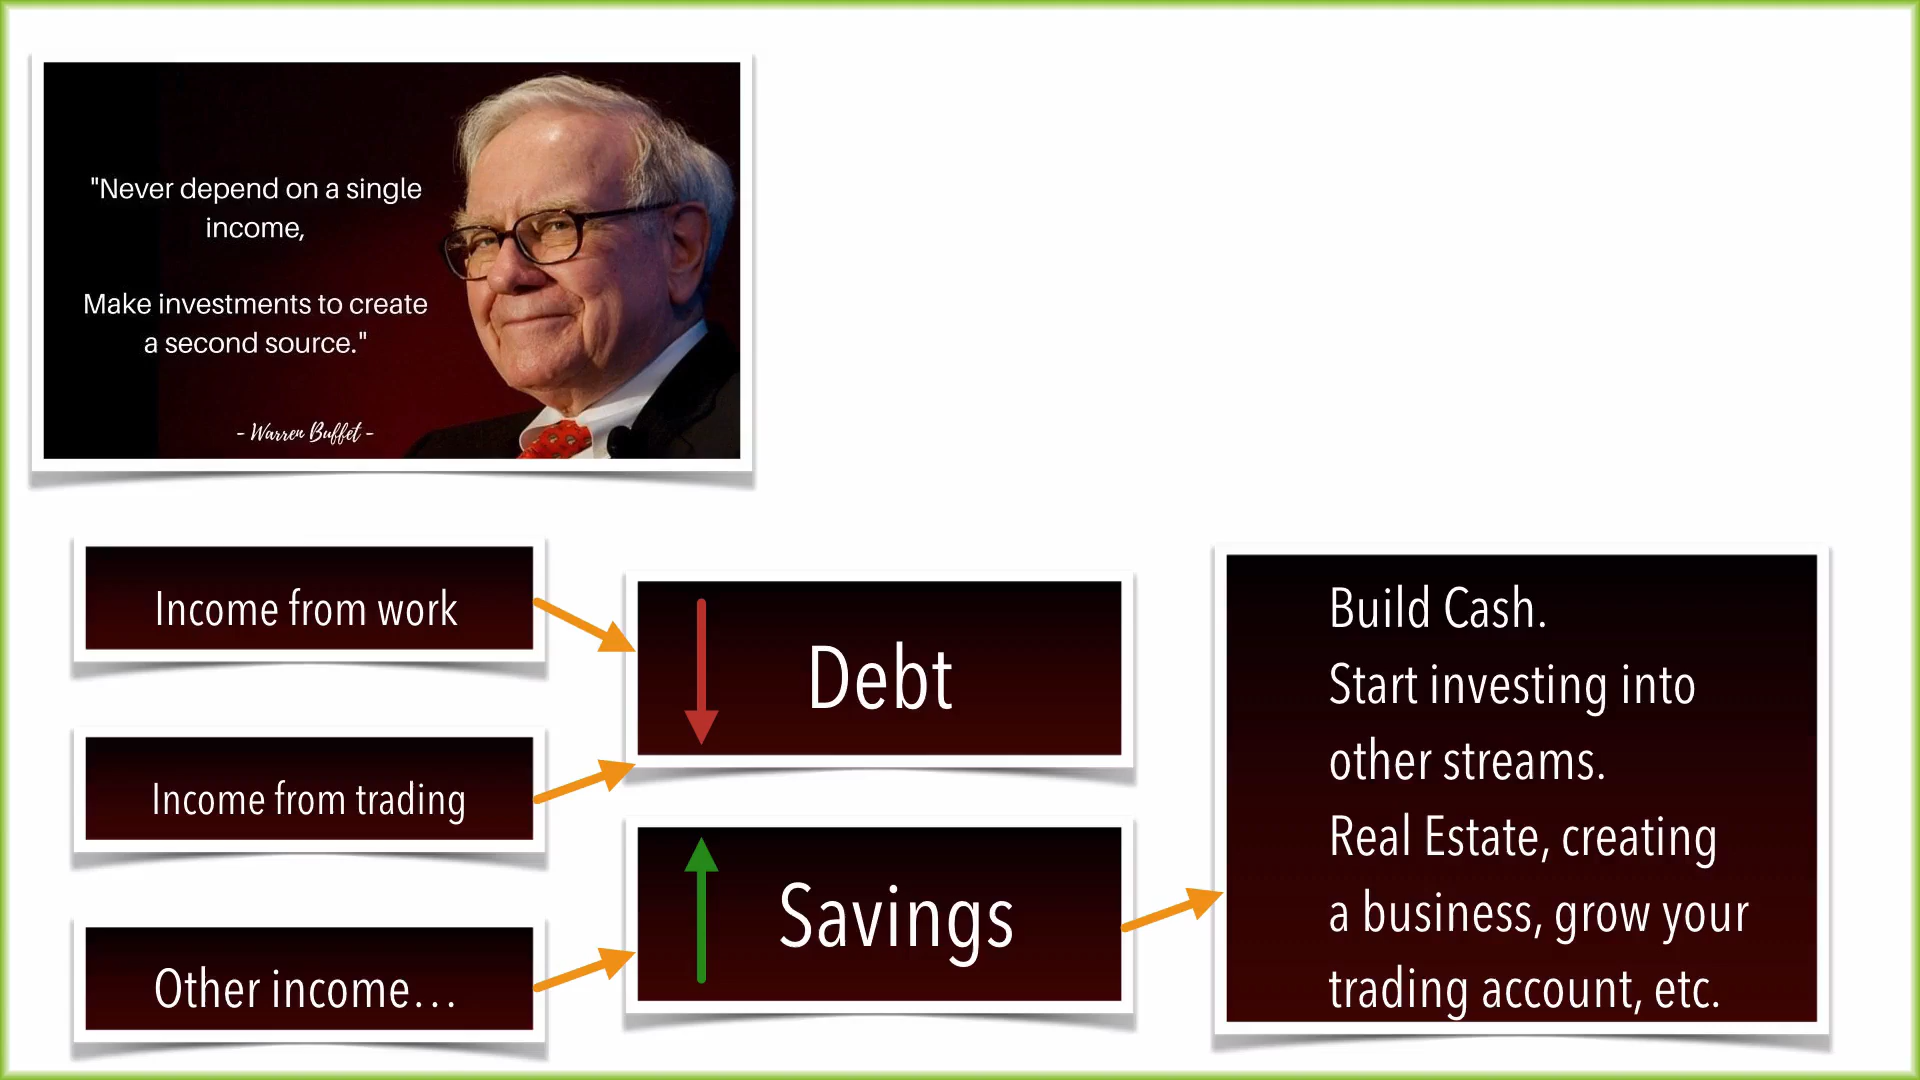 "Never depend on a single
income,
Make investments to create
a second source."
- Warren Buffet -
Income from work
Income from trading
Other income...
Debt
Savings
Build Cash.
Start investing into
other streams.
Real Estate, creating
a business, grow your
trading account, etc.